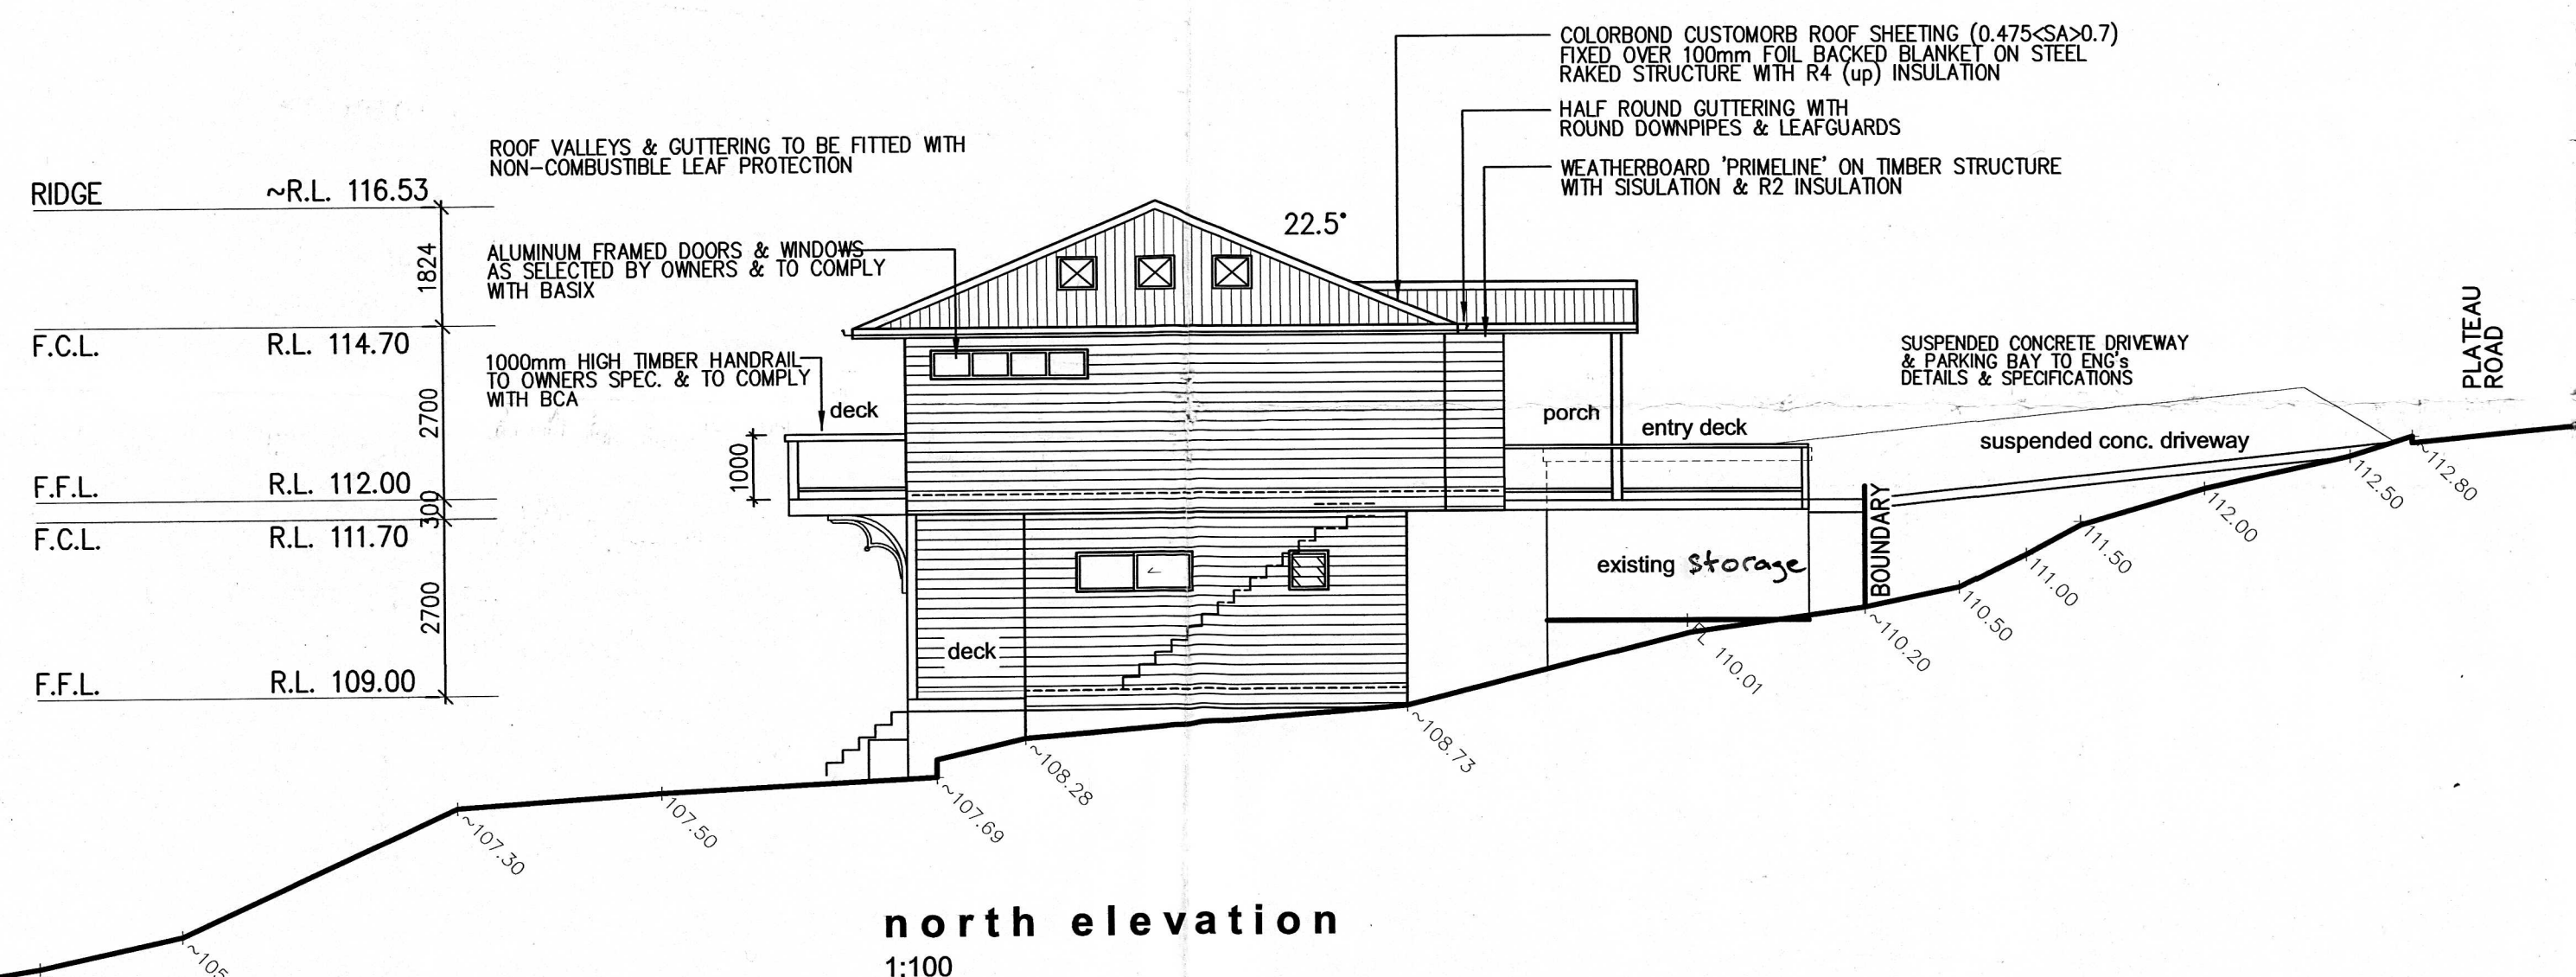 COLORBOND CUSTOMORB ROOF SHEETING (0.475<SA>0.7)
FIXED OVER 100mm FOIL BACKED BLANKET ON STEEL
RAKED STRUCTURE WITH R4 (up) INSULATION
HALF ROUND GUTTERING WITH
ROUND DOWNPIPES & LEAFGUARDS
WEATHERBOARD 'PRIMELINE' ON TIMBER STRUCTURE
WITH SISULATION & R2 INSULATION
ROOF VALLEYS & GUTTERING TO BE FITTED WITH
NON-COMBUSTIBLE LEAF PROTECTION
RIDGE ~R.L. 116.53
1824
22.5°
ALUMINUM FRAMED DOORS & WINDOWS
AS SELECTED BY OWNERS & TO COMPLY
WITH BASIX
F.C.L. R.L. 114.70
2700
1000mm HIGH TIMBER HANDRAIL
TO OWNERS SPEC. & TO COMPLY
WITH BCA
deck
1000
porch
entry deck
SUSPENDED CONCRETE DRIVEWAY
& PARKING BAY TO ENG's
DETAILS & SPECIFICATIONS
PLATEAU
ROAD
suspended conc. driveway
F.F.L. R.L. 112.00
300
F.C.L. R.L. 111.70
2700
existing storage
BOUNDARY
deck
F.F.L. R.L. 109.00
~112.80
112.50
112.00
111.50
111.00
110.50
~110.20
PL 110.01
~108.73
~108.28
~107.69
107.50
~107.30
~105
north elevation
1:100